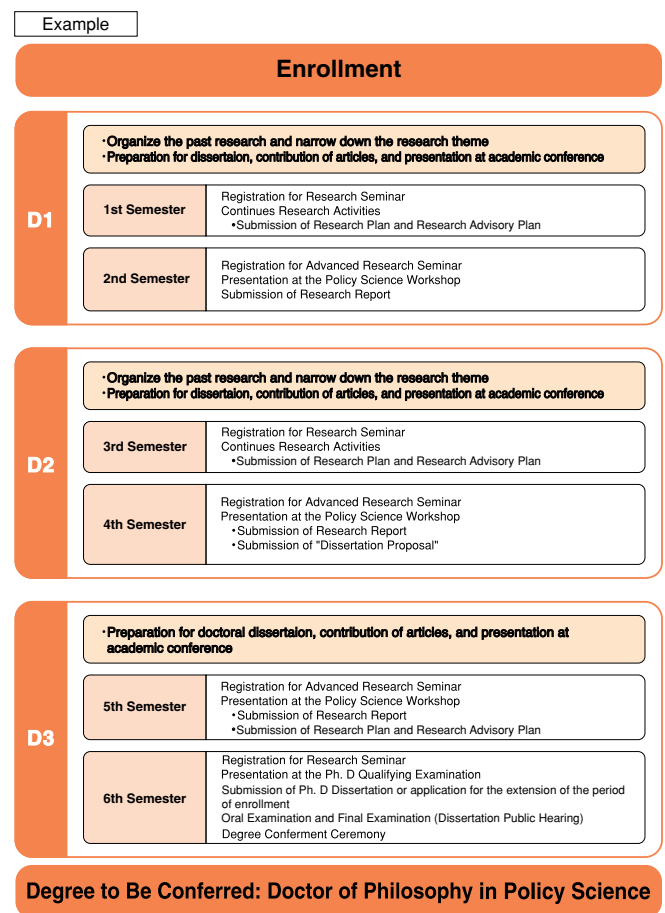 Example
Enrollment
D1
・Organize the past research and narrow down the research theme
・Preparation for dissertaion, contribution of articles, and presentation at academic conference
1st Semester
Registration for Research Seminar
Continues Research Activities
•Submission of Research Plan and Research Advisory Plan
2nd Semester
Registration for Advanced Research Seminar
Presentation at the Policy Science Workshop
Submission of Research Report
D2
・Organize the past research and narrow down the research theme
・Preparation for dissertaion, contribution of articles, and presentation at academic conference
3rd Semester
Registration for Research Seminar
Continues Research Activities
•Submission of Research Plan and Research Advisory Plan
4th Semester
Registration for Advanced Research Seminar
Presentation at the Policy Science Workshop
•Submission of Research Report
•Submission of "Dissertation Proposal"
D3
・Preparation for doctoral dissertaion, contribution of articles, and presentation at
academic conference
5th Semester
Registration for Advanced Research Seminar
Presentation at the Policy Science Workshop
•Submission of Research Report
•Submission of Research Plan and Research Advisory Plan
6th Semester
Registration for Research Seminar
Presentation at the Ph. D Qualifying Examination
Submission of Ph. D Dissertation or application for the extension of the period
of enrollment
Oral Examination and Final Examination (Dissertation Public Hearing)
Degree Conferment Ceremony
Degree to Be Conferred: Doctor of Philosophy in Policy Science